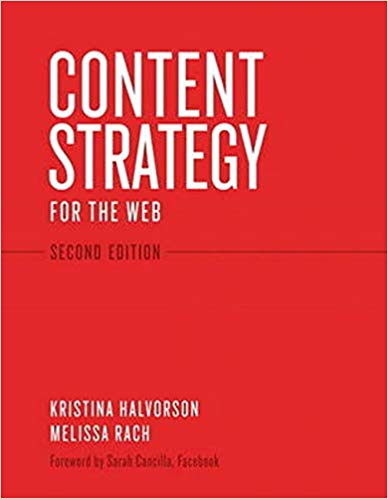 CONTENT
STRATEGY
FOR THE WEB
SECOND EDITION
KRISTINA HALVORSON
MELISSA RACH
Foreword by Sarah Cancilla, Facebook